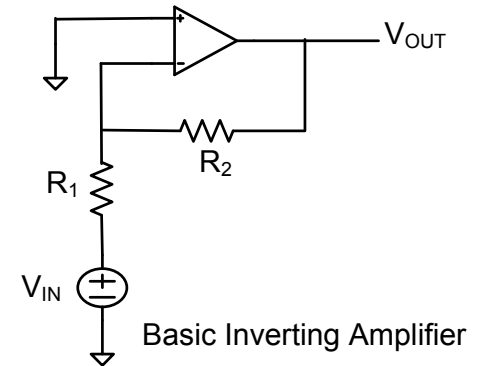 +
-
V_OUT
R_2
R_1
V_IN
+
-
Basic Inverting Amplifier